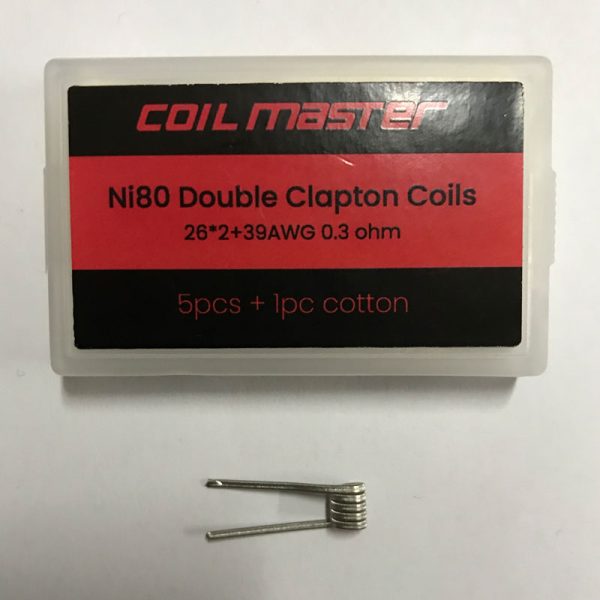 COIL MASTER
Ni80 Double Clapton Coils
26*2+39AWG 0.3 ohm
5pcs + 1pc cotton